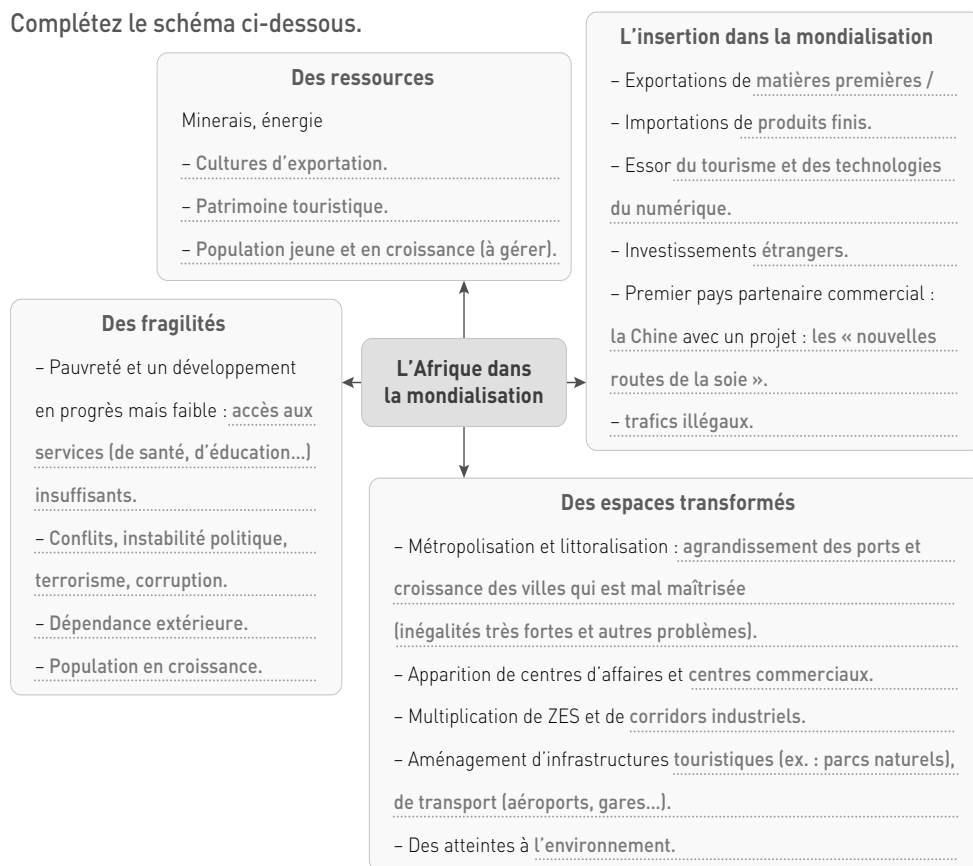 Complétez le schéma ci-dessous.
Des ressources
Minerais, énergie
– Cultures d'exportation.
– Patrimoine touristique.
– Population jeune et en croissance (à gérer).
L'insertion dans la mondialisation
– Exportations de matières premières /
– Importations de produits finis.
– Essor du tourisme et des technologies
du numérique.
– Investissements étrangers.
– Premier pays partenaire commercial :
la Chine avec un projet : les « nouvelles
routes de la soie ».
– trafics illégaux.
Des fragilités
– Pauvreté et un développement
en progrès mais faible : accès aux
services (de santé, d'éducation...)
insuffisants.
– Conflits, instabilité politique,
terrorisme, corruption.
– Dépendance extérieure.
– Population en croissance.
L'Afrique dans
la mondialisation
Des espaces transformés
– Métropolisation et littoralisation : agrandissement des ports et
croissance des villes qui est mal maîtrisée
(inégalités très fortes et autres problèmes).
– Apparition de centres d'affaires et centres commerciaux.
– Multiplication de ZES et de corridors industriels.
– Aménagement d'infrastructures touristiques (ex. : parcs naturels),
de transport (aéroports, gares...).
– Des atteintes à l'environnement.